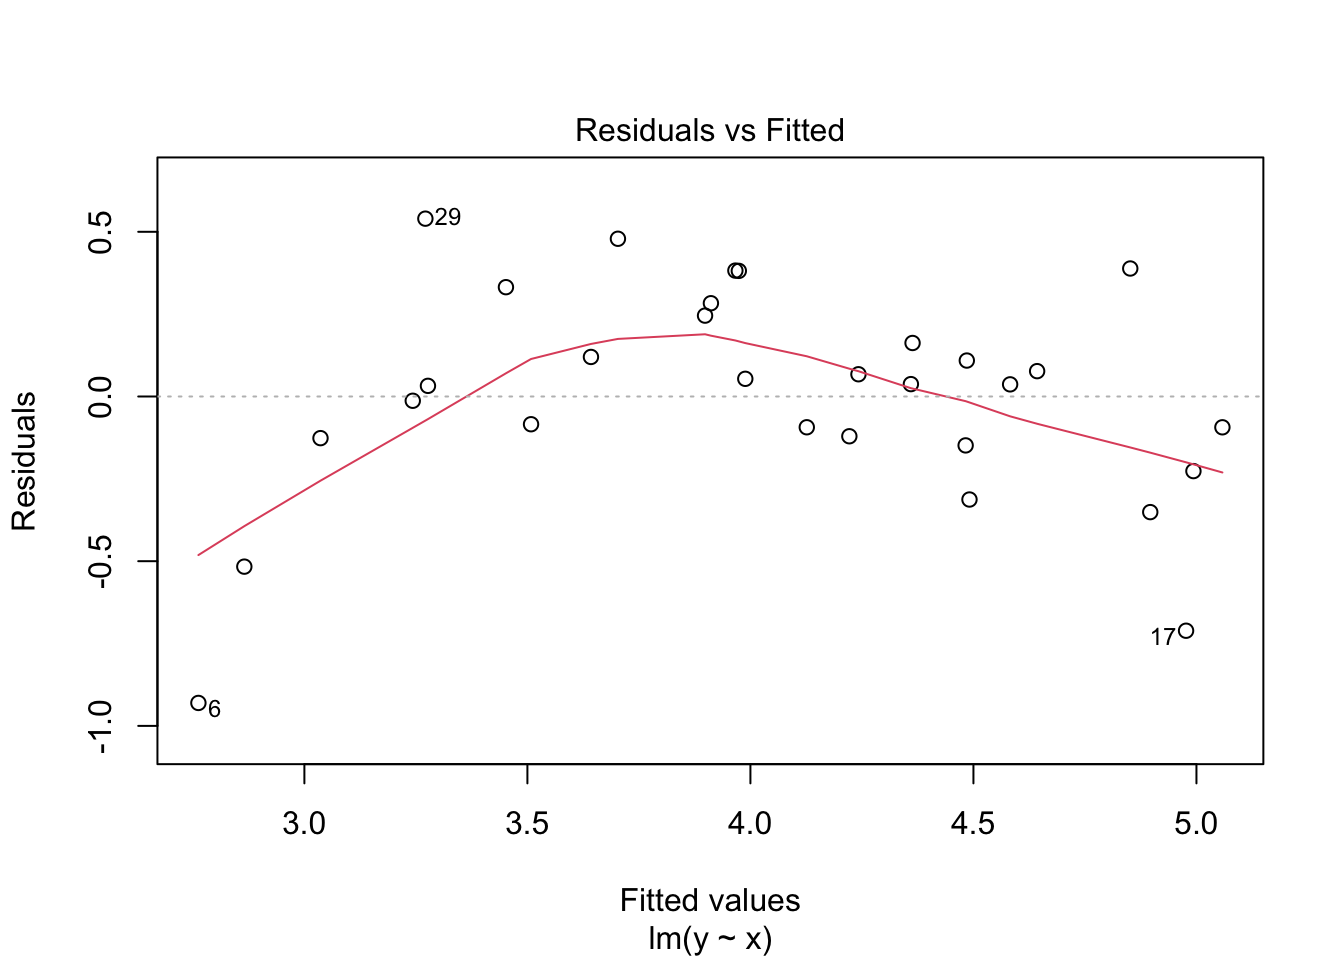 Residuals vs Fitted
Residuals
0.5
0.0
-0.5
-1.0
29
17
6
3.0 3.5 4.0 4.5 5.0
Fitted values
lm(y ~ x)